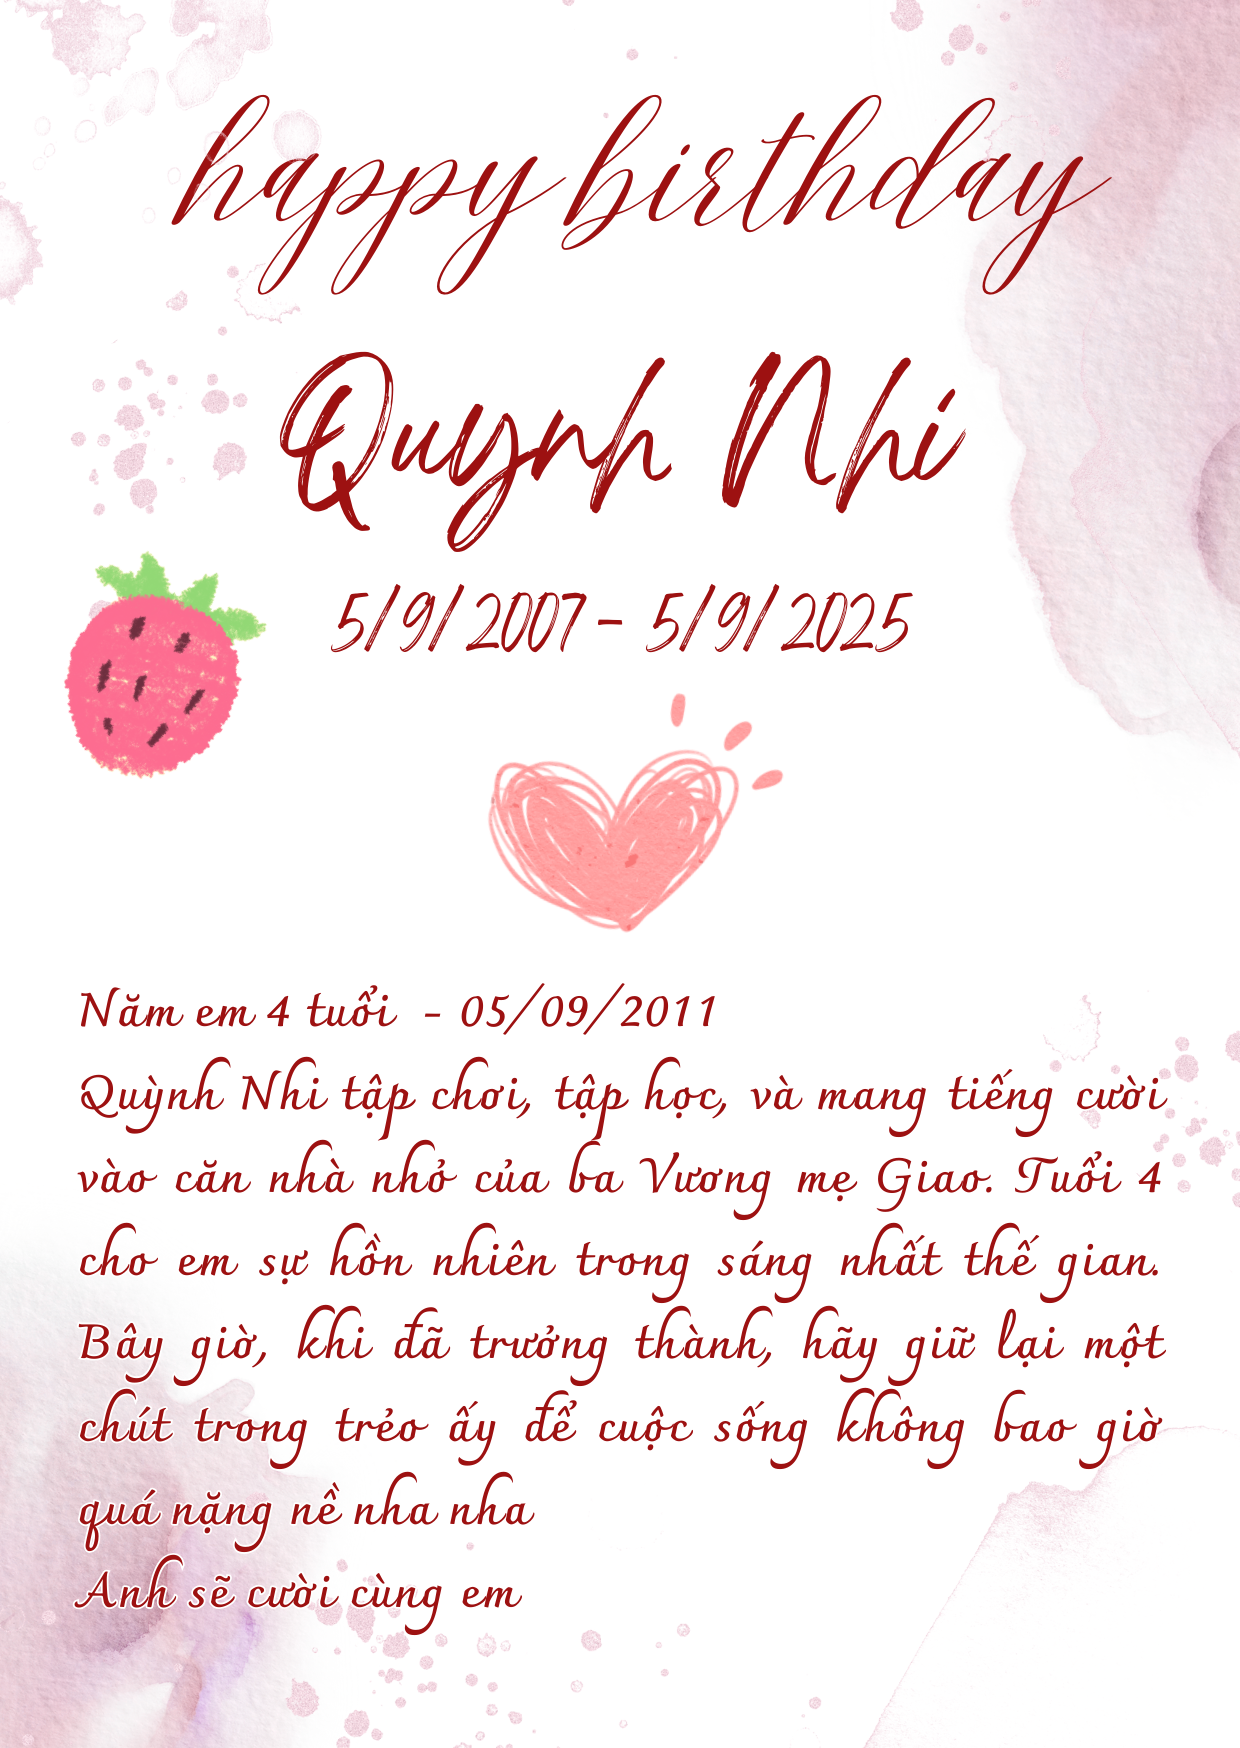 happy birthday
Quynh Nhi
5/9/2007 - 5/9/2025
Năm em 4 tuổi - 05/09/2011
Quỳnh Nhi tập chơi, tập học, và mang tiếng cười
vào căn nhà nhỏ của ba Vương mẹ Giao. Tuổi 4
cho em sự hồn nhiên trong sáng nhất thế gian.
Bây giờ, khi đã trưởng thành, hãy giữ lại một
chút trong trẻo ấy để cuộc sống không bao giờ
quá nặng nề nha nha
Anh sẽ cười cùng em